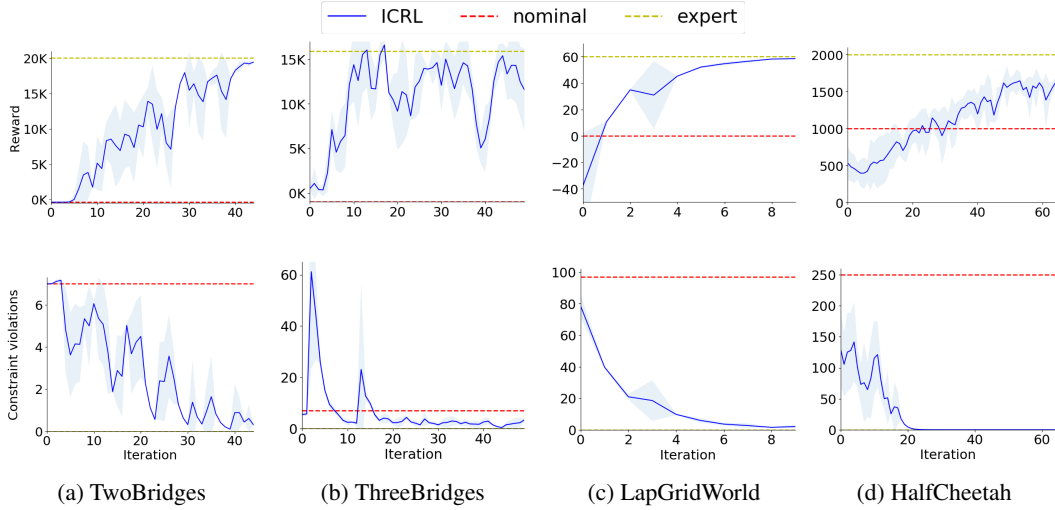 ICRL nominal expert
Reward
20K
15K
10K
5K
0K
10 20 30 40
15K
10K
5K
0K
0 10 20 30 40
60
40
20
0
−20
−40
0 2 4 6 8
2000
1500
1000
500
0
0 20 40 60
Constraint violations
6
4
2
0
10 20 30 40
Iteration
60
40
20
0
0 10 20 30 40
Iteration
100
80
60
40
20
0
0 2 4 6 8
Iteration
250
200
150
100
50
0
0 20 40 60
Iteration
(a) TwoBridges
(b) ThreeBridges
(c) LapGridWorld
(d) HalfCheetah